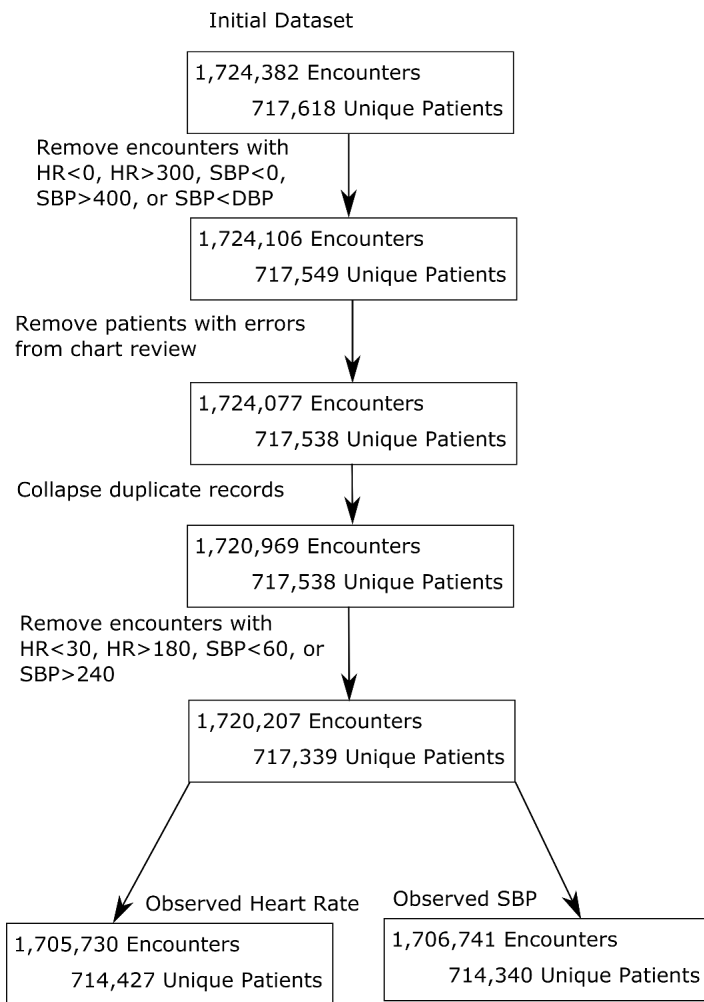 Initial Dataset
1,724,382 Encounters
717,618 Unique Patients
Remove encounters with
HR<0, HR>300, SBP<0,
SBP>400, or SBP<DBP
1,724,106 Encounters
717,549 Unique Patients
Remove patients with errors
from chart review
1,724,077 Encounters
717,538 Unique Patients
Collapse duplicate records
1,720,969 Encounters
717,538 Unique Patients
Remove encounters with
HR<30, HR>180, SBP<60, or
SBP>240
1,720,207 Encounters
717,339 Unique Patients
Observed Heart Rate
1,705,730 Encounters
714,427 Unique Patients
Observed SBP
1,706,741 Encounters
714,340 Unique Patients